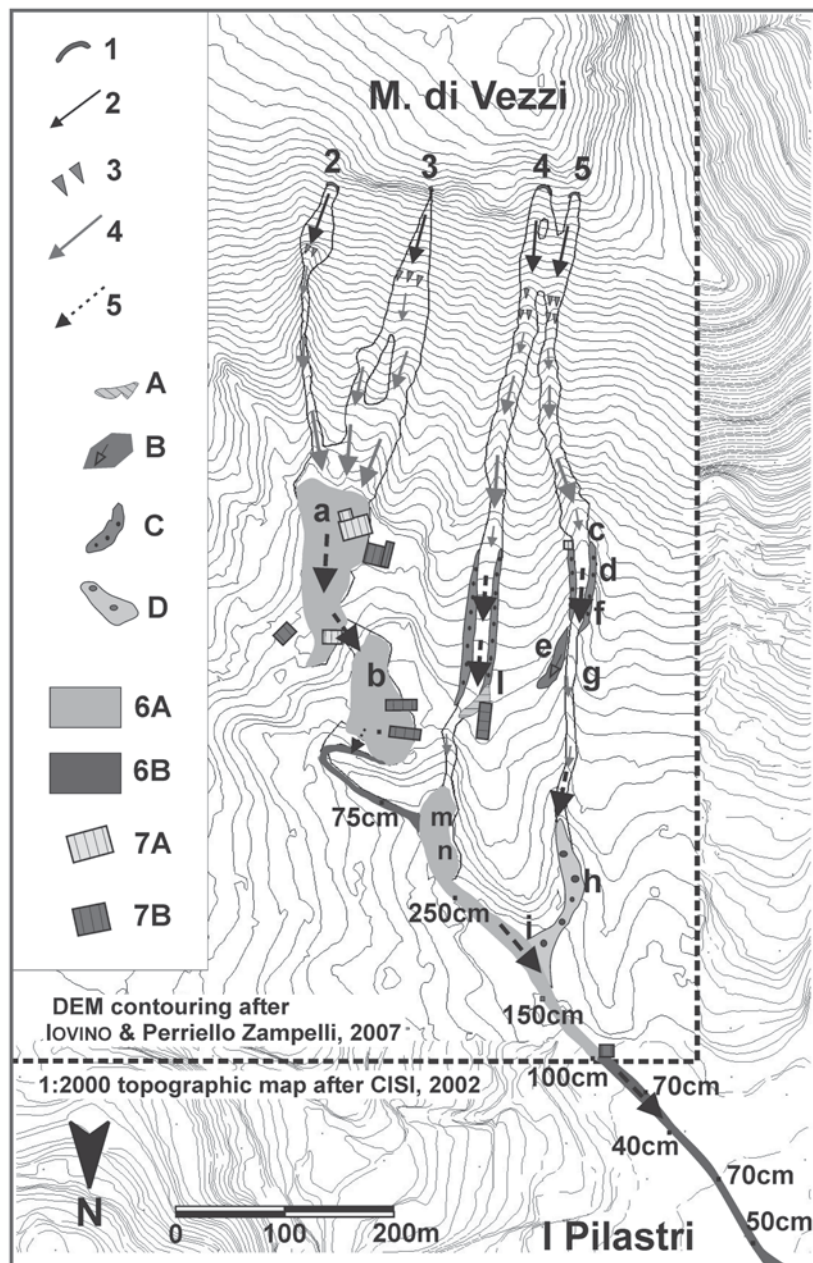 M. di Vezzi
1
2
3
4
5
A
B
C
D
6A
6B
7A
7B
2
3
4
5
a
b
c
d
e
f
g
h
i
l
m
n
75cm
250cm
150cm
100cm
70cm
40cm
70cm
50cm
DEM contouring after
IOVINO & Perriello Zampelli, 2007
1:2000 topographic map after CISI, 2002
N
0 100 200m
I Pilastri